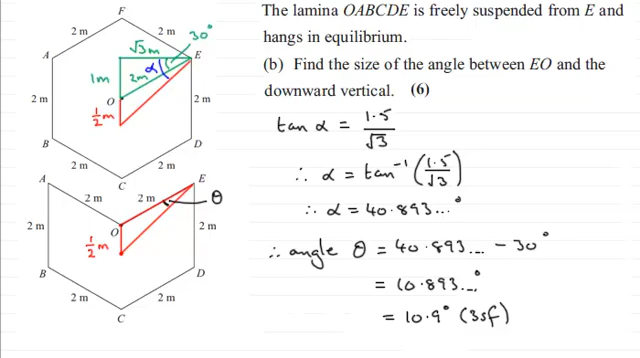 The lamina OABCDE is freely suspended from E and
hangs in equilibrium.
(b) Find the size of the angle between EO and the
downward vertical. (6)
tan α = 1.5/√3
∴ α = tan⁻¹(1.5/√3)
∴ α = 40.893...°
∴ angle θ = 40.893... - 30°
= 10.893...°
= 10.9° (3sf)
F
2 m 2 m 30°
√3 m
A E
α
1m 2m
2 m O 2 m
½m
B D
2 m 2 m
C
A E
2 m 2 m θ
2 m O 2 m
½m
B D
2 m 2 m
C